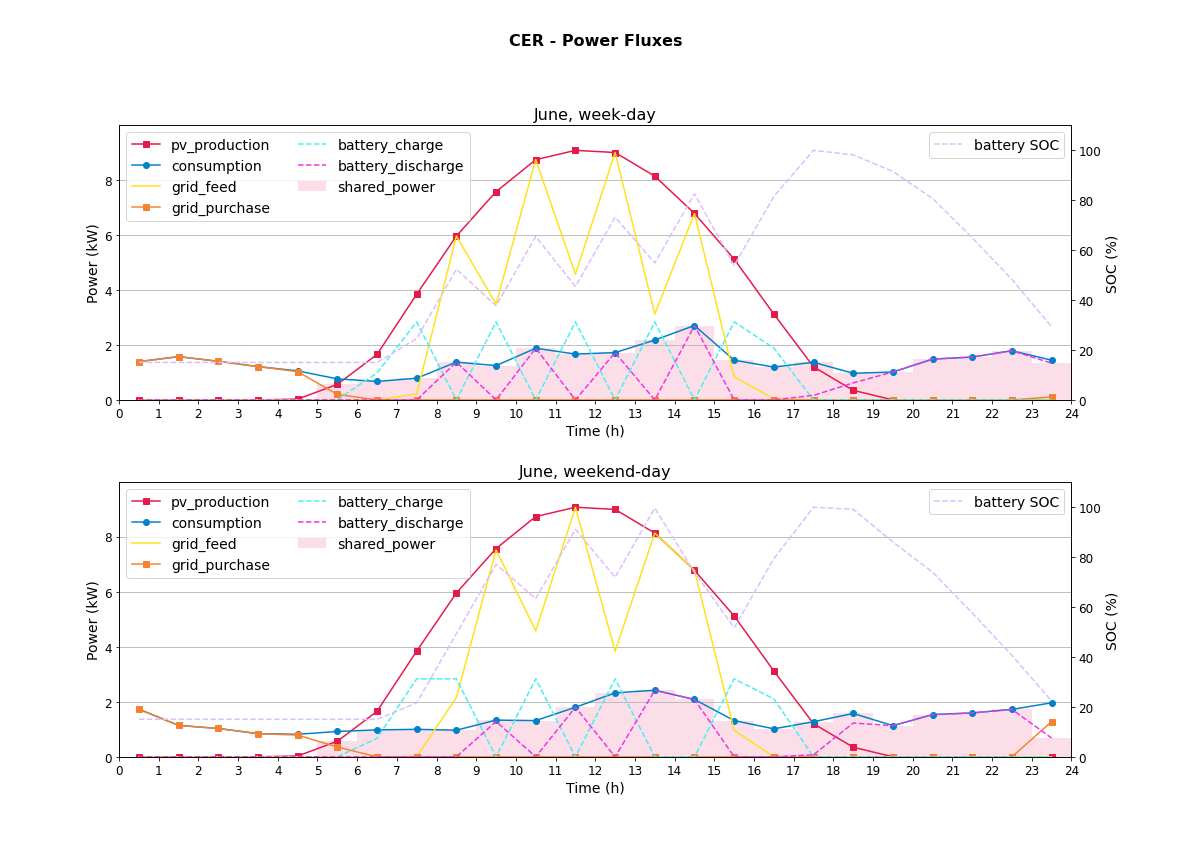 CER - Power Fluxes
June, week-day
pv_production
consumption
grid_feed
grid_purchase
battery_charge
battery_discharge
shared_power
battery SOC
Power (kW)
0
2
4
6
8
SOC (%)
0
20
40
60
80
100
0 1 2 3 4 5 6 7 8 9 10 11 12 13 14 15 16 17 18 19 20 21 22 23 24
Time (h)
June, weekend-day
pv_production
consumption
grid_feed
grid_purchase
battery_charge
battery_discharge
shared_power
battery SOC
Power (kW)
0
2
4
6
8
SOC (%)
0
20
40
60
80
100
0 1 2 3 4 5 6 7 8 9 10 11 12 13 14 15 16 17 18 19 20 21 22 23 24
Time (h)